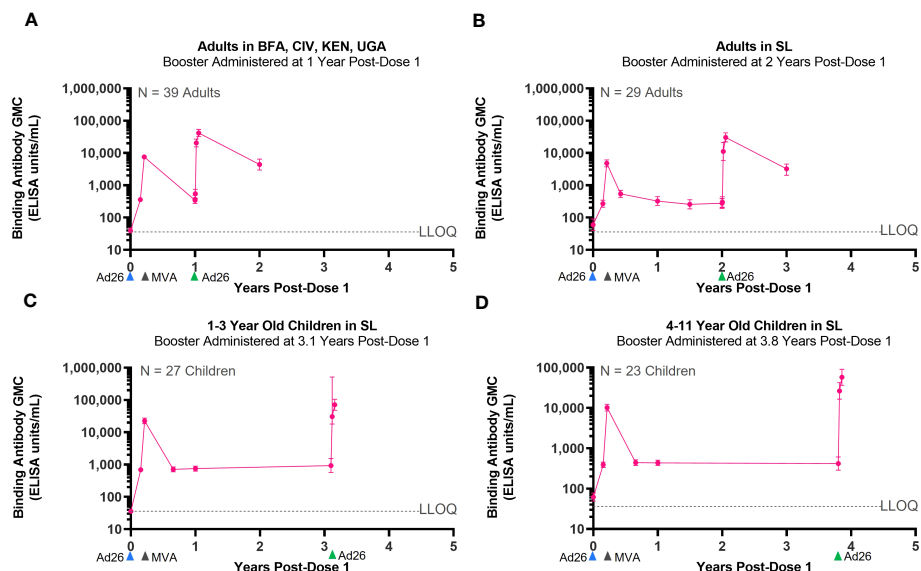 A
Adults in BFA, CIV, KEN, UGA
Booster Administered at 1 Year Post-Dose 1
Binding Antibody GMC
(ELISA units/mL)
1,000,000
100,000
10,000
1,000
100
10
N = 39 Adults
LLOQ
0 1 2 3 4 5
Ad26 MVA Ad26
Years Post-Dose 1
B
Adults in SL
Booster Administered at 2 Years Post-Dose 1
Binding Antibody GMC
(ELISA units/mL)
1,000,000
100,000
10,000
1,000
100
10
N = 29 Adults
LLOQ
0 1 2 3 4 5
Ad26 MVA Ad26
Years Post-Dose 1
C
1-3 Year Old Children in SL
Booster Administered at 3.1 Years Post-Dose 1
Binding Antibody GMC
(ELISA units/mL)
1,000,000
100,000
10,000
1,000
100
10
N = 27 Children
LLOQ
0 1 2 3 4 5
Ad26 MVA Ad26
Years Post-Dose 1
D
4-11 Year Old Children in SL
Booster Administered at 3.8 Years Post-Dose 1
Binding Antibody GMC
(ELISA units/mL)
100,000
10,000
1,000
100
10
N = 23 Children
LLOQ
0 1 2 3 4 5
Ad26 MVA Ad26
Years Post-Dose 1